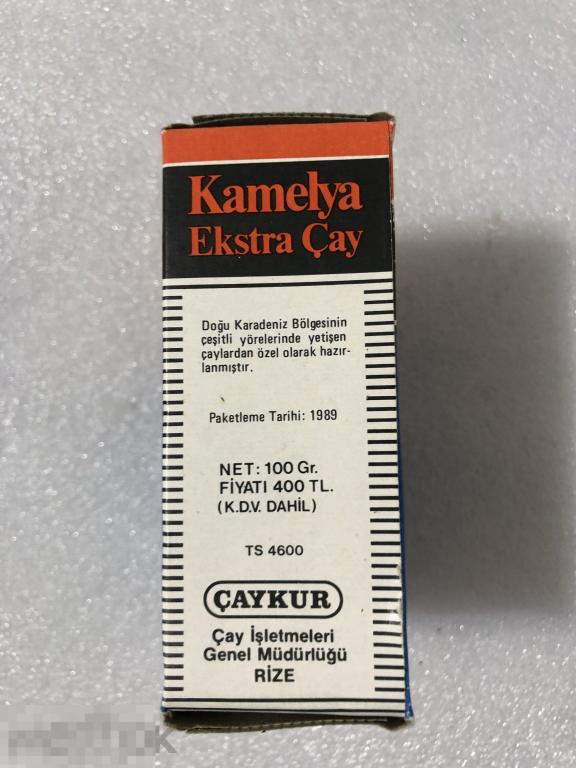 Kamelya
Ekstra Çay
Doğu Karadeniz Bölgesinin
çeşitli yörelerinde yetişen
çaylardan özel olarak hazır-
lanmıştır.
Paketleme Tarihi: 1989
NET: 100 Gr.
FİYATI 400 TL.
(K.D.V. DAHİL)
TS 4600
ÇAYKUR
Çay İşletmeleri
Genel Müdürlüğü
RİZE